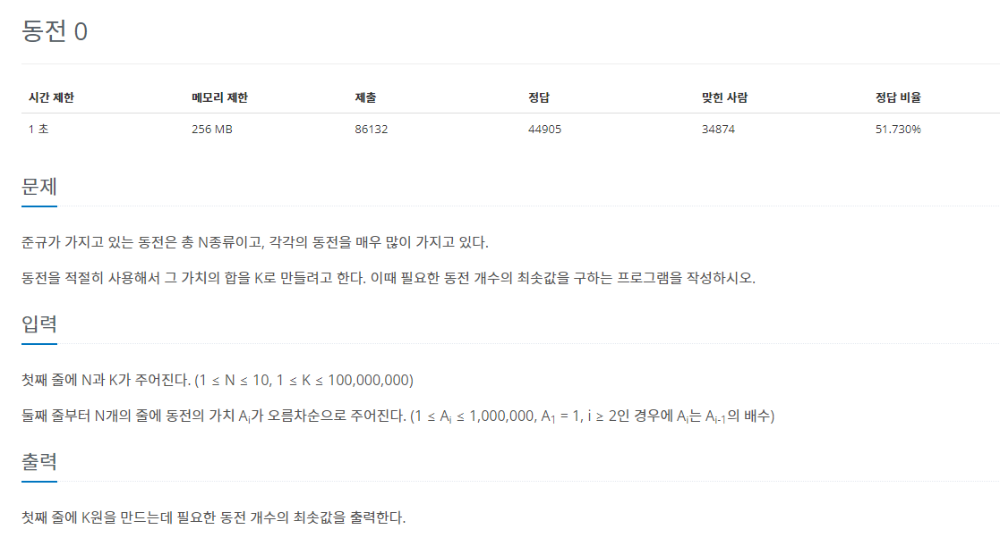 동전 0
시간 제한 메모리 제한 제출 정답 맞힌 사람 정답 비율
1 초 256 MB 86132 44905 34874 51.730%
문제
준규가 가지고 있는 동전은 총 N종류이고, 각각의 동전을 매우 많이 가지고 있다.
동전을 적절히 사용해서 그 가치의 합을 K로 만들려고 한다. 이때 필요한 동전 개수의 최솟값을 구하는 프로그램을 작성하시오.
입력
첫째 줄에 N과 K가 주어진다. (1 ≤ N ≤ 10, 1 ≤ K ≤ 100,000,000)
둘째 줄부터 N개의 줄에 동전의 가치 Ai가 오름차순으로 주어진다. (1 ≤ Ai ≤ 1,000,000, A1 = 1, i ≥ 2인 경우에 Ai는 Ai-1의 배수)
출력
첫째 줄에 K원을 만드는데 필요한 동전 개수의 최솟값을 출력한다.